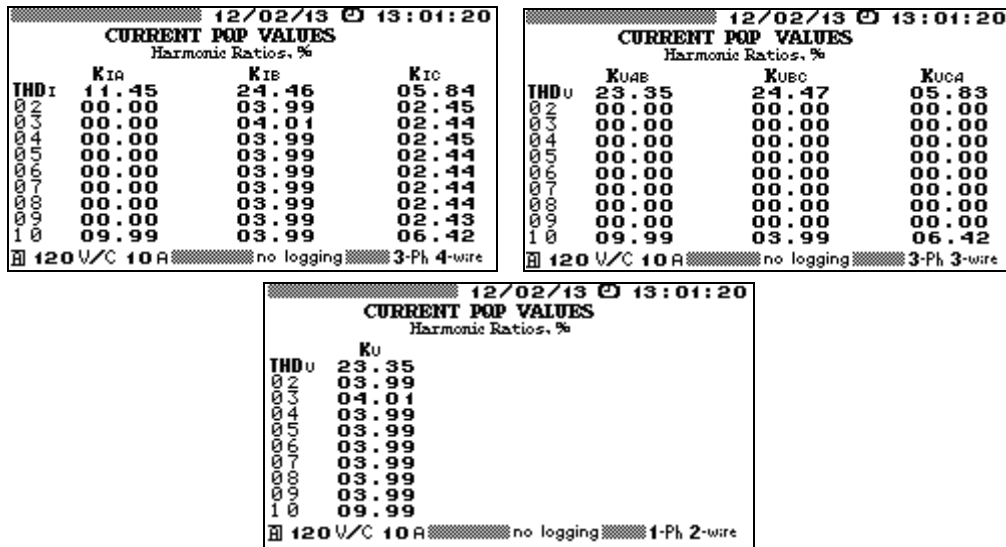 12/02/13 13:01:20
CURRENT PQP VALUES
Harmonic Ratios, %
KIA KIB KIC
THDI 11.45 24.46 05.84
02 00.00 03.99 02.45
03 00.00 04.01 02.44
04 00.00 03.99 02.45
05 00.00 03.99 02.44
06 00.00 03.99 02.44
07 00.00 03.99 02.44
08 00.00 03.99 02.44
09 00.00 03.99 02.43
10 09.99 03.99 06.42
A 120 V/C 10 A no logging 3-Ph 4-wire
12/02/13 13:01:20
CURRENT PQP VALUES
Harmonic Ratios, %
KUAB KUBC KUCA
THDU 23.35 24.47 05.83
02 00.00 00.00 00.00
03 00.00 00.00 00.00
04 00.00 00.00 00.00
05 00.00 00.00 00.00
06 00.00 00.00 00.00
07 00.00 00.00 00.00
08 00.00 00.00 00.00
09 00.00 00.00 00.00
10 09.99 03.99 06.42
A 120 V/C 10 A no logging 3-Ph 3-wire
12/02/13 13:01:20
CURRENT PQP VALUES
Harmonic Ratios, %
KU
THDU 23.35
02 03.99
03 04.01
04 03.99
05 03.99
06 03.99
07 03.99
08 03.99
09 03.99
10 09.99
A 120 V/C 10 A no logging 1-Ph 2-wire